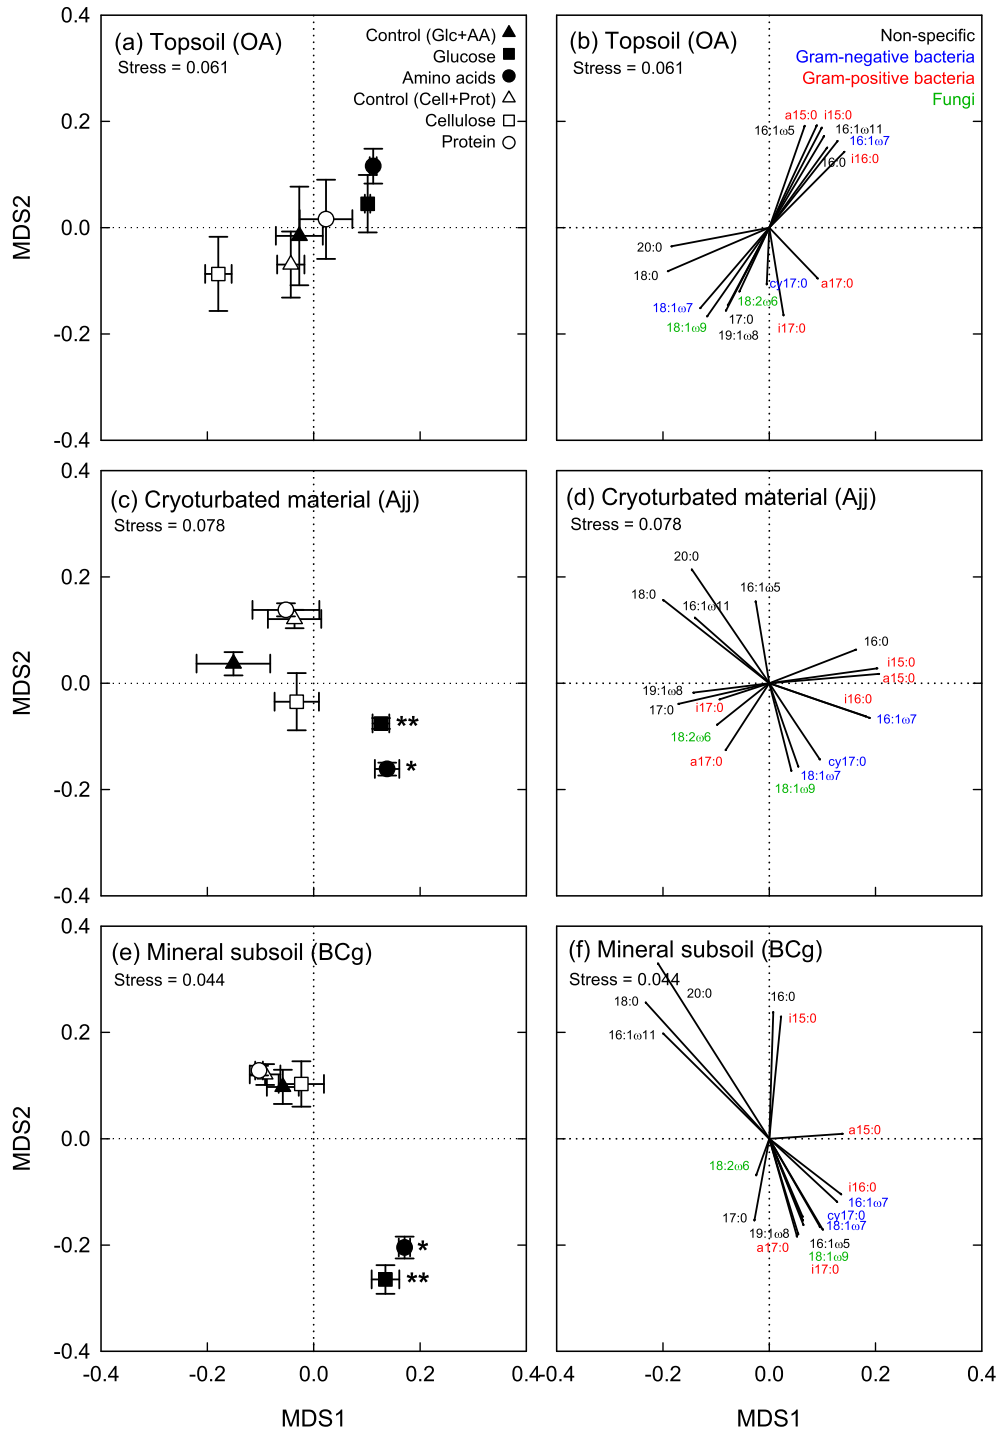 (a) Topsoil (OA)
Stress = 0.061
Control (Glc+AA)
Glucose
Amino acids
Control (Cell+Prot)
Cellulose
Protein
0.4
0.2
0.0
-0.2
-0.4
MDS2
(b) Topsoil (OA)
Stress = 0.061
Non-specific
Gram-negative bacteria
Gram-positive bacteria
Fungi
a15:0 i15:0
16:1ω5 16:1ω11
16:1ω7
16:0 i16:0
20:0
18:0
cy17:0 a17:0
18:2ω6
18:1ω7
18:1ω9 17:0 i17:0
19:1ω8
(c) Cryoturbated material (Ajj)
Stress = 0.078
0.4
0.2
0.0
-0.2
-0.4
MDS2
**
*
(d) Cryoturbated material (Ajj)
Stress = 0.078
20:0
18:0
16:1ω11
16:1ω5
16:0
i15:0
a15:0
19:1ω8
17:0
i17:0
i16:0
16:1ω7
18:2ω6
a17:0
cy17:0
18:1ω7
18:1ω9
(e) Mineral subsoil (BCg)
Stress = 0.044
0.4
0.2
0.0
-0.2
-0.4
MDS2
*
**
-0.4 -0.2 0.0 0.2 0.4
MDS1
(f) Mineral subsoil (BCg)
Stress = 0.044
20:0
18:0
16:0
i15:0
16:1ω11
a15:0
18:2ω6
i16:0
16:1ω7
17:0
cy17:0
18:1ω7
19:1ω8
16:1ω5
a17:0
18:1ω9
i17:0
-0.4 -0.2 0.0 0.2 0.4
MDS1